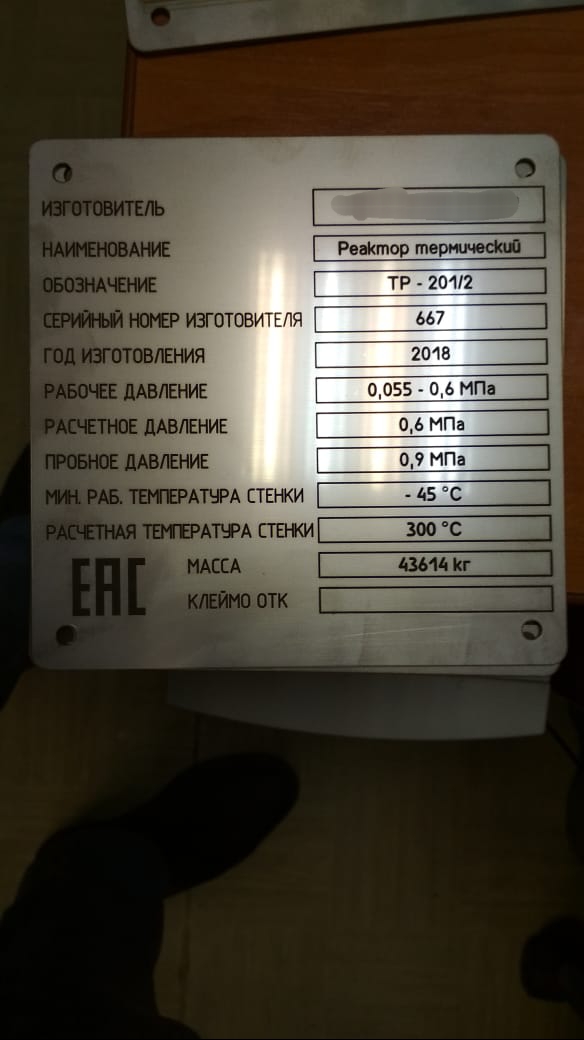 ИЗГОТОВИТЕЛЬ
НАИМЕНОВАНИЕ Реактор термический
ОБОЗНАЧЕНИЕ ТР - 201/2
СЕРИЙНЫЙ НОМЕР ИЗГОТОВИТЕЛЯ 667
ГОД ИЗГОТОВЛЕНИЯ 2018
РАБОЧЕЕ ДАВЛЕНИЕ 0,055 - 0,6 МПа
РАСЧЕТНОЕ ДАВЛЕНИЕ 0,6 МПа
ПРОБНОЕ ДАВЛЕНИЕ 0,9 МПа
МИН. РАБ. ТЕМПЕРАТУРА СТЕНКИ - 45 °С
РАСЧЕТНАЯ ТЕМПЕРАТУРА СТЕНКИ 300 °С
ЕАС МАССА 43614 кг
КЛЕЙМО ОТК